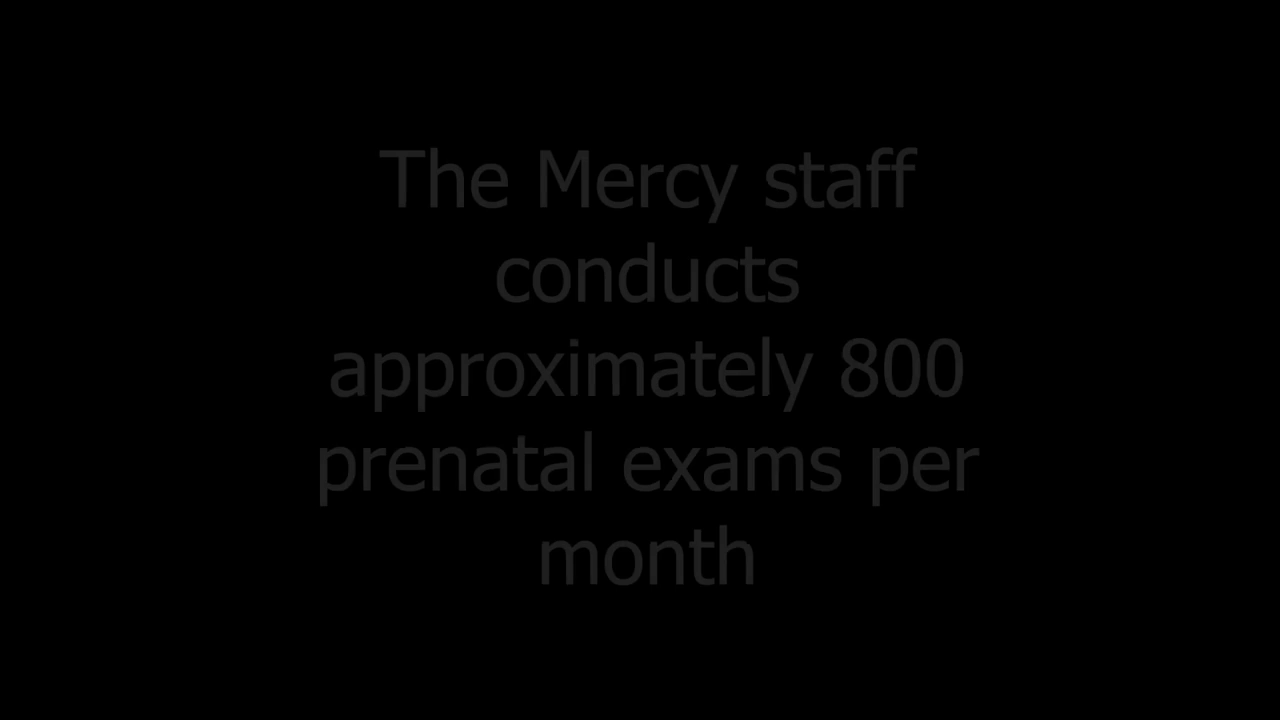 The Mercy staff
conducts
approximately 800
prenatal exams per
month